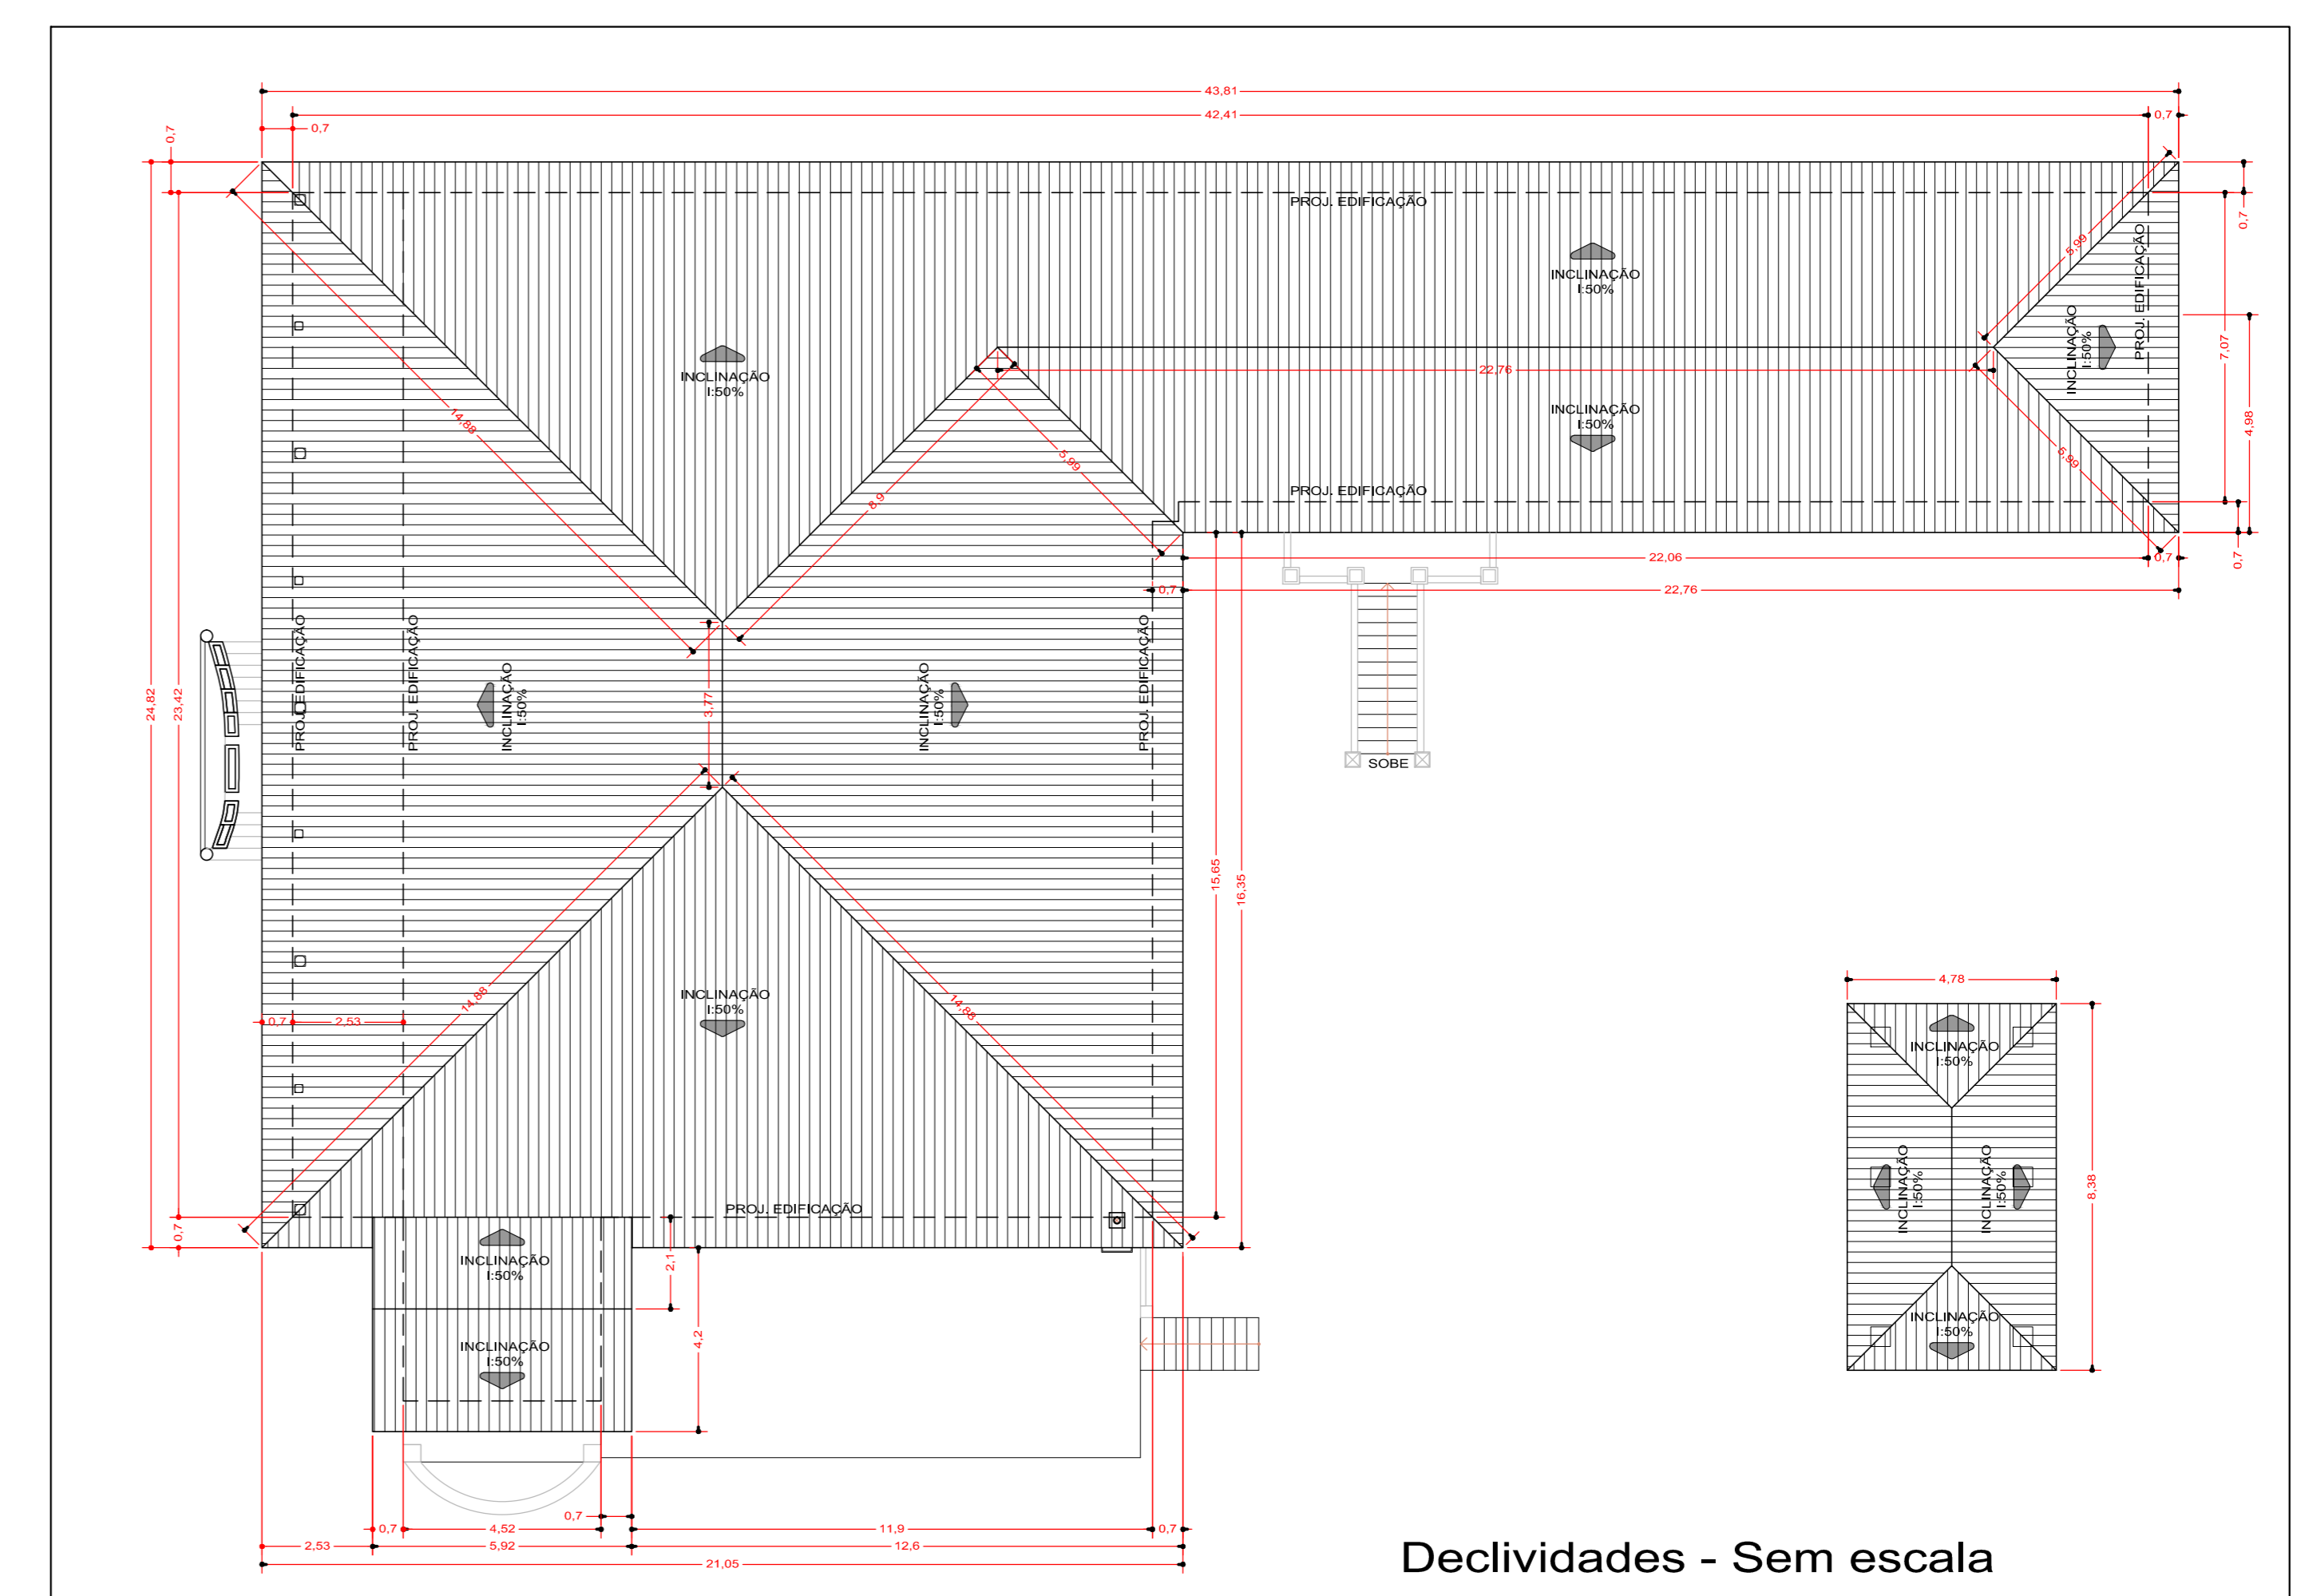 43,81
42,41
0,7
0,7
0,7
PROJ. EDIFICAÇÃO
5,99
PROJ. EDIFICAÇÃO
0,7
INCLINAÇÃO
I:50%
INCLINAÇÃO
I:50%
7,07
INCLINAÇÃO
I:50%
22,76
14,88
INCLINAÇÃO
I:50%
4,98
5,99
5,99
8,9
PROJ. EDIFICAÇÃO
22,06
0,7
0,7
0,7
22,76
PROJ. EDIFICAÇÃO
PROJ. EDIFICAÇÃO
INCLINAÇÃO
I:50%
3,77
INCLINAÇÃO
I:50%
PROJ. EDIFICAÇÃO
24,82
23,42
SOBE
15,65
16,35
4,78
14,88
INCLINAÇÃO
I:50%
14,88
0,7
2,53
INCLINAÇÃO
I:50%
INCLINAÇÃO
I:50%
INCLINAÇÃO
I:50%
8,38
PROJ. EDIFICAÇÃO
0,7
INCLINAÇÃO
I:50%
2,1
INCLINAÇÃO
I:50%
4,2
INCLINAÇÃO
I:50%
0,7
0,7
4,52
11,9
0,7
2,53
5,92
12,6
21,05
Declividades - Sem escala